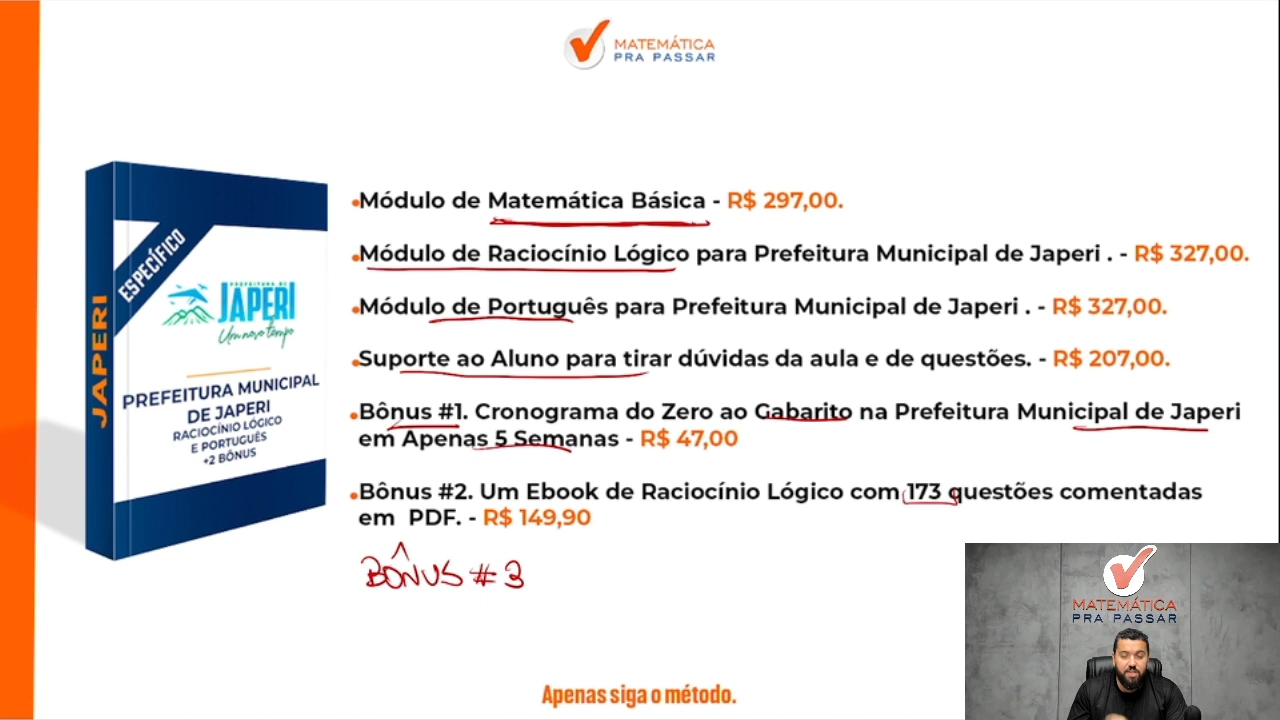 MATEMÁTICA
PRA PASSAR
ESPECÍFICO
JAPERI
PREFEITURA DE
JAPERI
Um novo tempo
PREFEITURA MUNICIPAL
DE JAPERI
RACIOCÍNIO LÓGICO
E PORTUGUÊS
+2 BÔNUS
•Módulo de Matemática Básica - R$ 297,00.
•Módulo de Raciocínio Lógico para Prefeitura Municipal de Japeri . - R$ 327,00.
•Módulo de Português para Prefeitura Municipal de Japeri . - R$ 327,00.
•Suporte ao Aluno para tirar dúvidas da aula e de questões. - R$ 207,00.
•Bônus #1. Cronograma do Zero ao Gabarito na Prefeitura Municipal de Japeri
em Apenas 5 Semanas - R$ 47,00
•Bônus #2. Um Ebook de Raciocínio Lógico com 173 questões comentadas
em PDF. - R$ 149,90
BÔNUS #3
MATEMÁTICA
PRA PASSAR
Apenas siga o método.